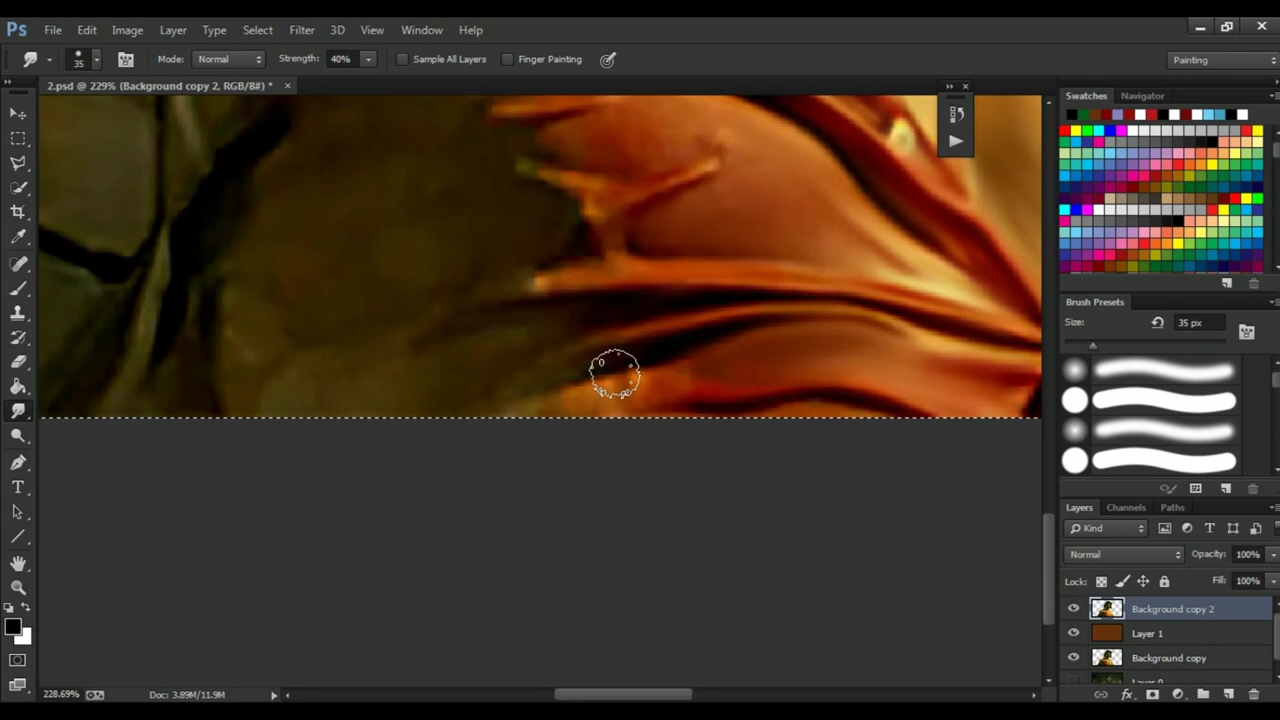 Ps File Edit Image Layer Type Select Filter 3D View Window Help
35 Mode: Normal Strength: 40% Sample All Layers Finger Painting Painting
2.psd @ 229% (Background copy 2, RGB/8#) * ×
Swatches Navigator
Brush Presets
Size: 35 px
Layers Channels Paths
Kind
Normal Opacity: 100%
Lock: Fill: 100%
Background copy 2
Layer 1
Background copy
Layer 0
228.69% Doc: 3.89M/11.9M